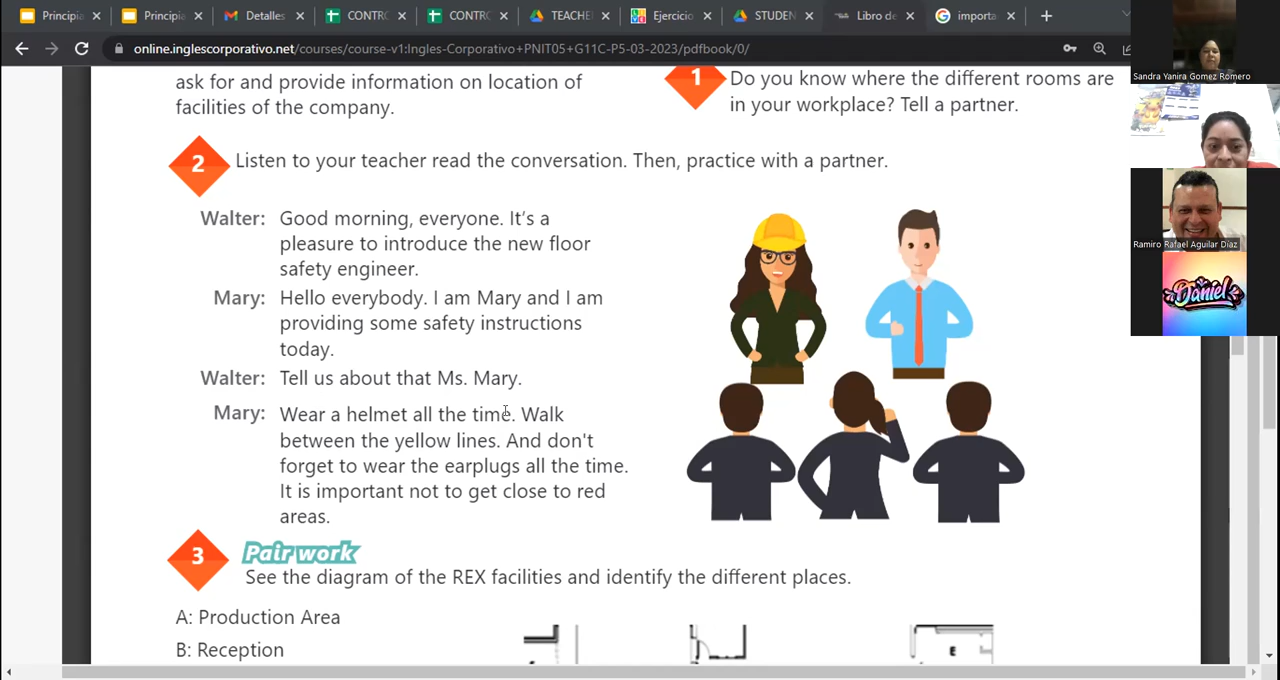 Principia
Principia
Detalles
CONTRO
CONTRO
TEACHE
Ejercicio
STUDEN
Libro de
importa
online.inglescorporativo.net/courses/course-v1:Ingles-Corporativo+PNIT05+G11C-P5-03-2023/pdfbook/0/
Sandra Yanira Gomez Romero
Ramiro Rafael Aguilar Díaz
Daniel
ask for and provide information on location of
facilities of the company.
1
Do you know where the different rooms are
in your workplace? Tell a partner.
2
Listen to your teacher read the conversation. Then, practice with a partner.
Walter: Good morning, everyone. It's a
pleasure to introduce the new floor
safety engineer.
Mary: Hello everybody. I am Mary and I am
providing some safety instructions
today.
Walter: Tell us about that Ms. Mary.
Mary: Wear a helmet all the time. Walk
between the yellow lines. And don't
forget to wear the earplugs all the time.
It is important not to get close to red
areas.
3
Pair work
See the diagram of the REX facilities and identify the different places.
A: Production Area
B: Reception
E